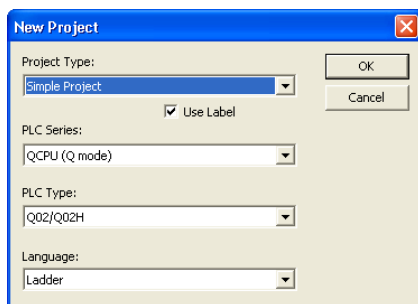 New Project
Project Type:
Simple Project
OK
Use Label
Cancel
PLC Series:
QCPU (Q mode)
PLC Type:
Q02/Q02H
Language:
Ladder